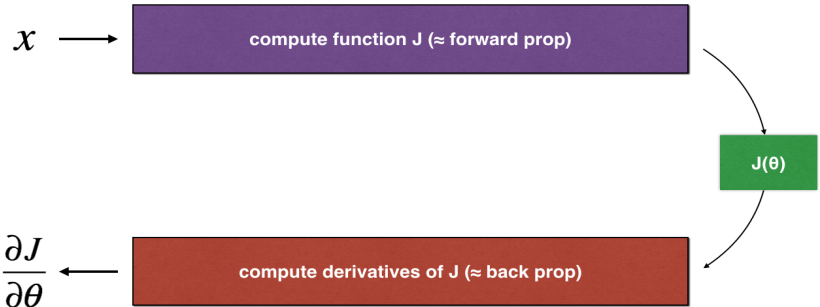 x
compute function J (≈ forward prop)
J(θ)
∂J
∂θ
compute derivatives of J (≈ back prop)